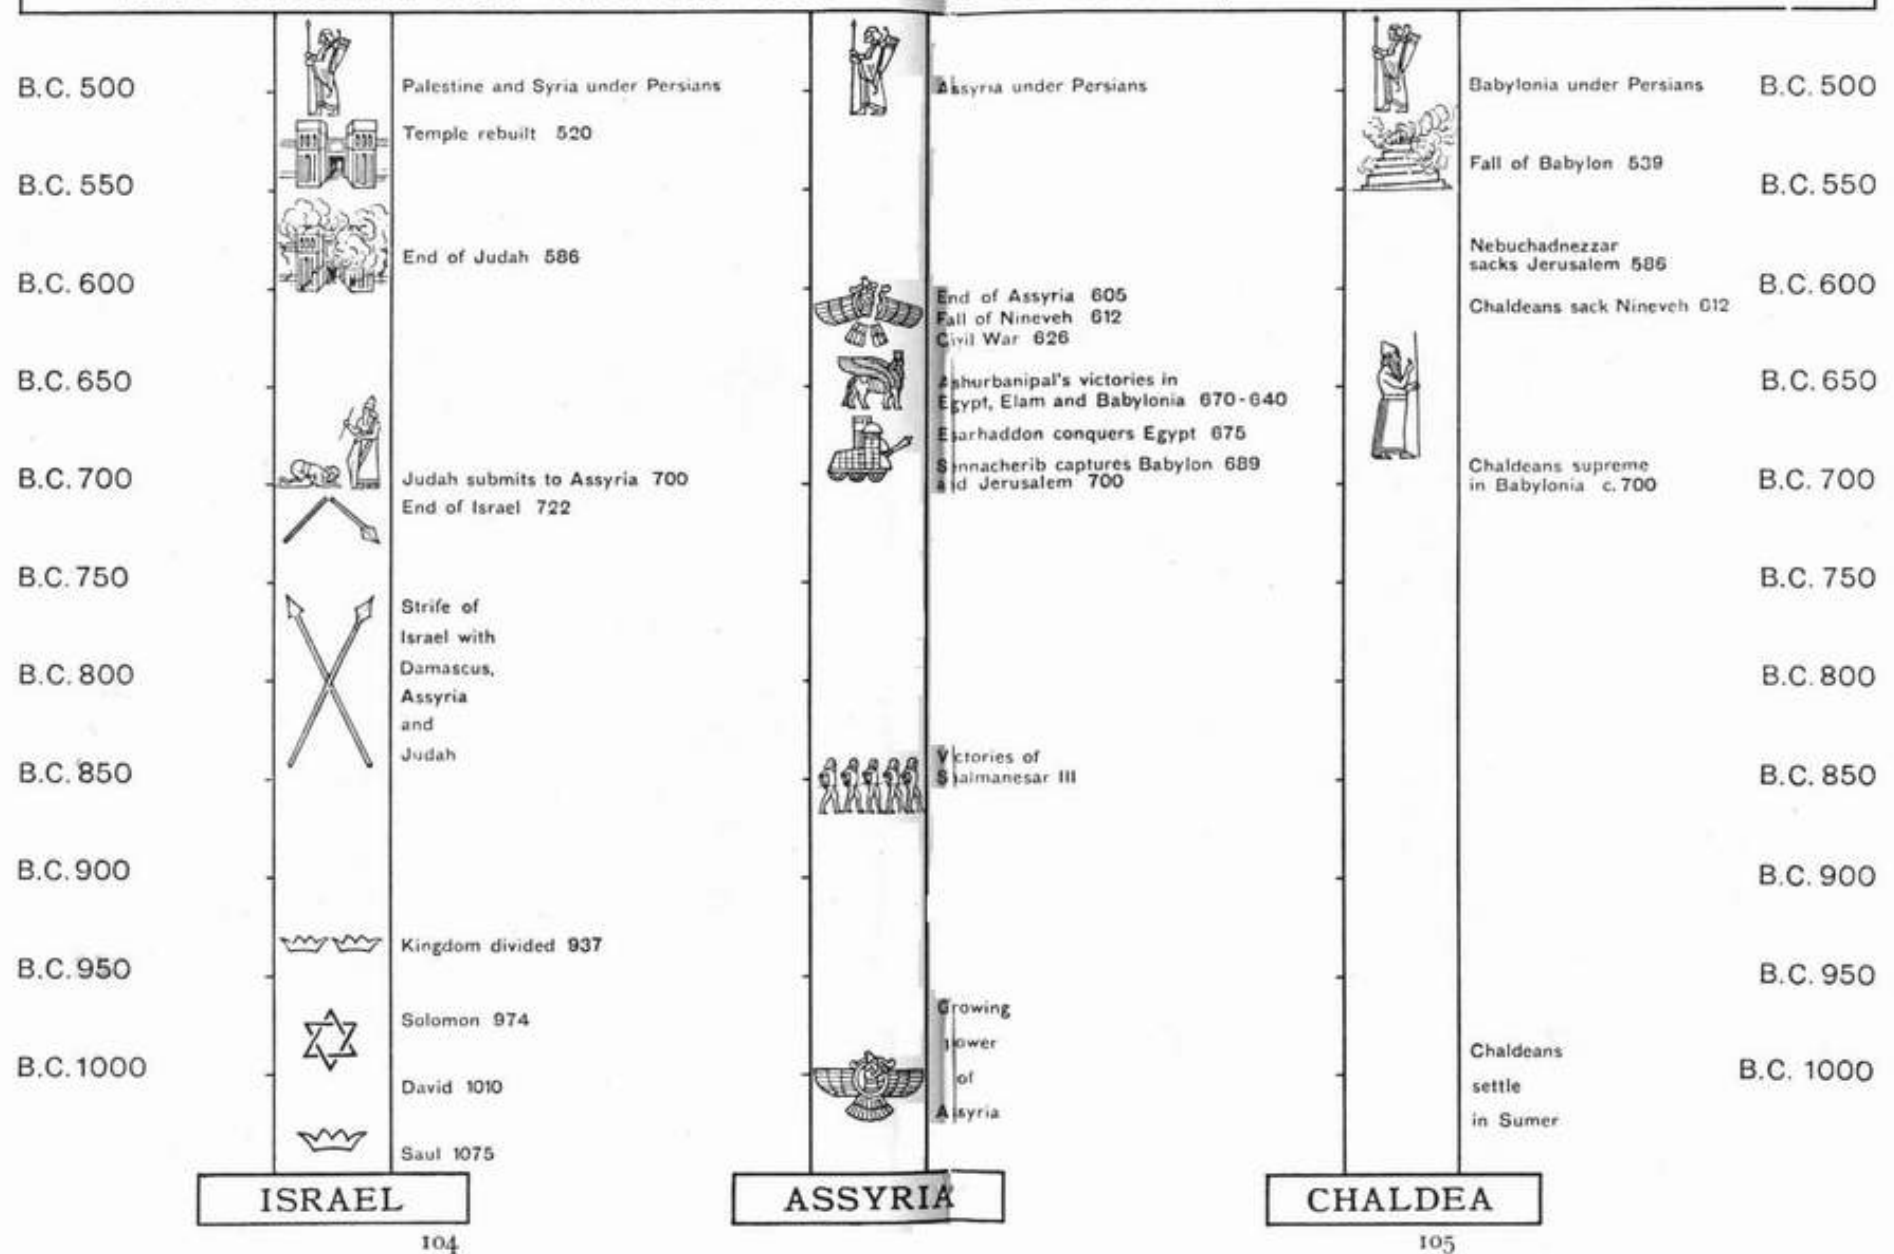 B.C. 500
B.C. 550
B.C. 600
B.C. 650
B.C. 700
B.C. 750
B.C. 800
B.C. 850
B.C. 900
B.C. 950
B.C. 1000
Palestine and Syria under Persians
Temple rebuilt 520
End of Judah 586
Judah submits to Assyria 700
End of Israel 722
Strife of
Israel with
Damascus,
Assyria
and
Judah
Kingdom divided 937
Solomon 974
David 1010
Saul 1075
ISRAEL
104
Assyria under Persians
End of Assyria 605
Fall of Nineveh 612
Civil War 626
Ashurbanipal's victories in
Egypt, Elam and Babylonia 670-640
Esarhaddon conquers Egypt 675
Sennacherib captures Babylon 689
and Jerusalem 700
Victories of
Shalmanesar III
Growing
power
of
Assyria
ASSYRIA
Babylonia under Persians
Fall of Babylon 539
Nebuchadnezzar
sacks Jerusalem 586
Chaldeans sack Nineveh 612
Chaldeans supreme
in Babylonia c. 700
Chaldeans
settle
in Sumer
CHALDEA
105
B.C. 500
B.C. 550
B.C. 600
B.C. 650
B.C. 700
B.C. 750
B.C. 800
B.C. 850
B.C. 900
B.C. 950
B.C. 1000